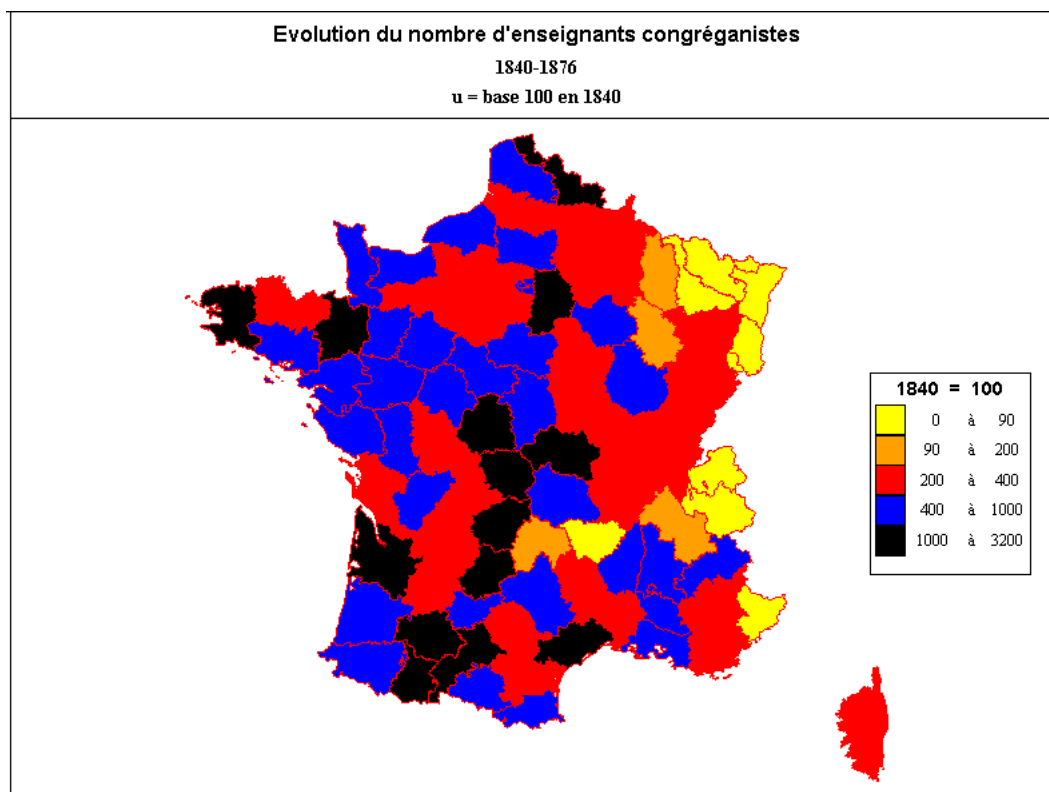 Evolution du nombre d'enseignants congréganistes
1840-1876
u = base 100 en 1840
1840 = 100
0 à 90
90 à 200
200 à 400
400 à 1000
1000 à 3200